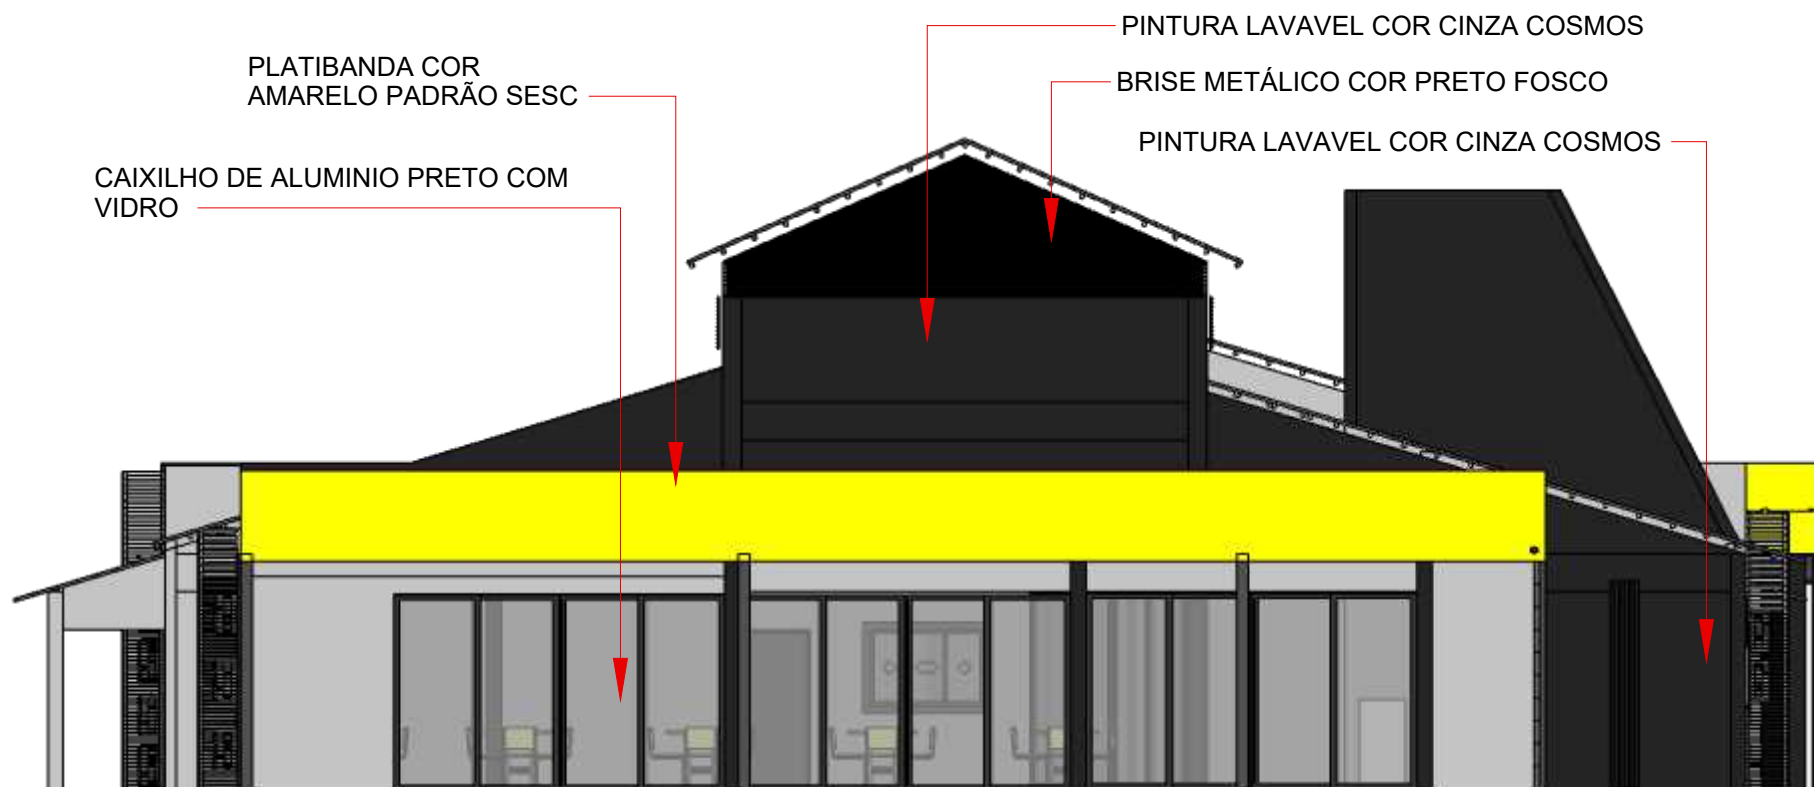 PINTURA LAVAVEL COR CINZA COSMOS
PLATIBANDA COR
AMARELO PADRÃO SESC
BRISE METÁLICO COR PRETO FOSCO
PINTURA LAVAVEL COR CINZA COSMOS
CAIXILHO DE ALUMINIO PRETO COM
VIDRO